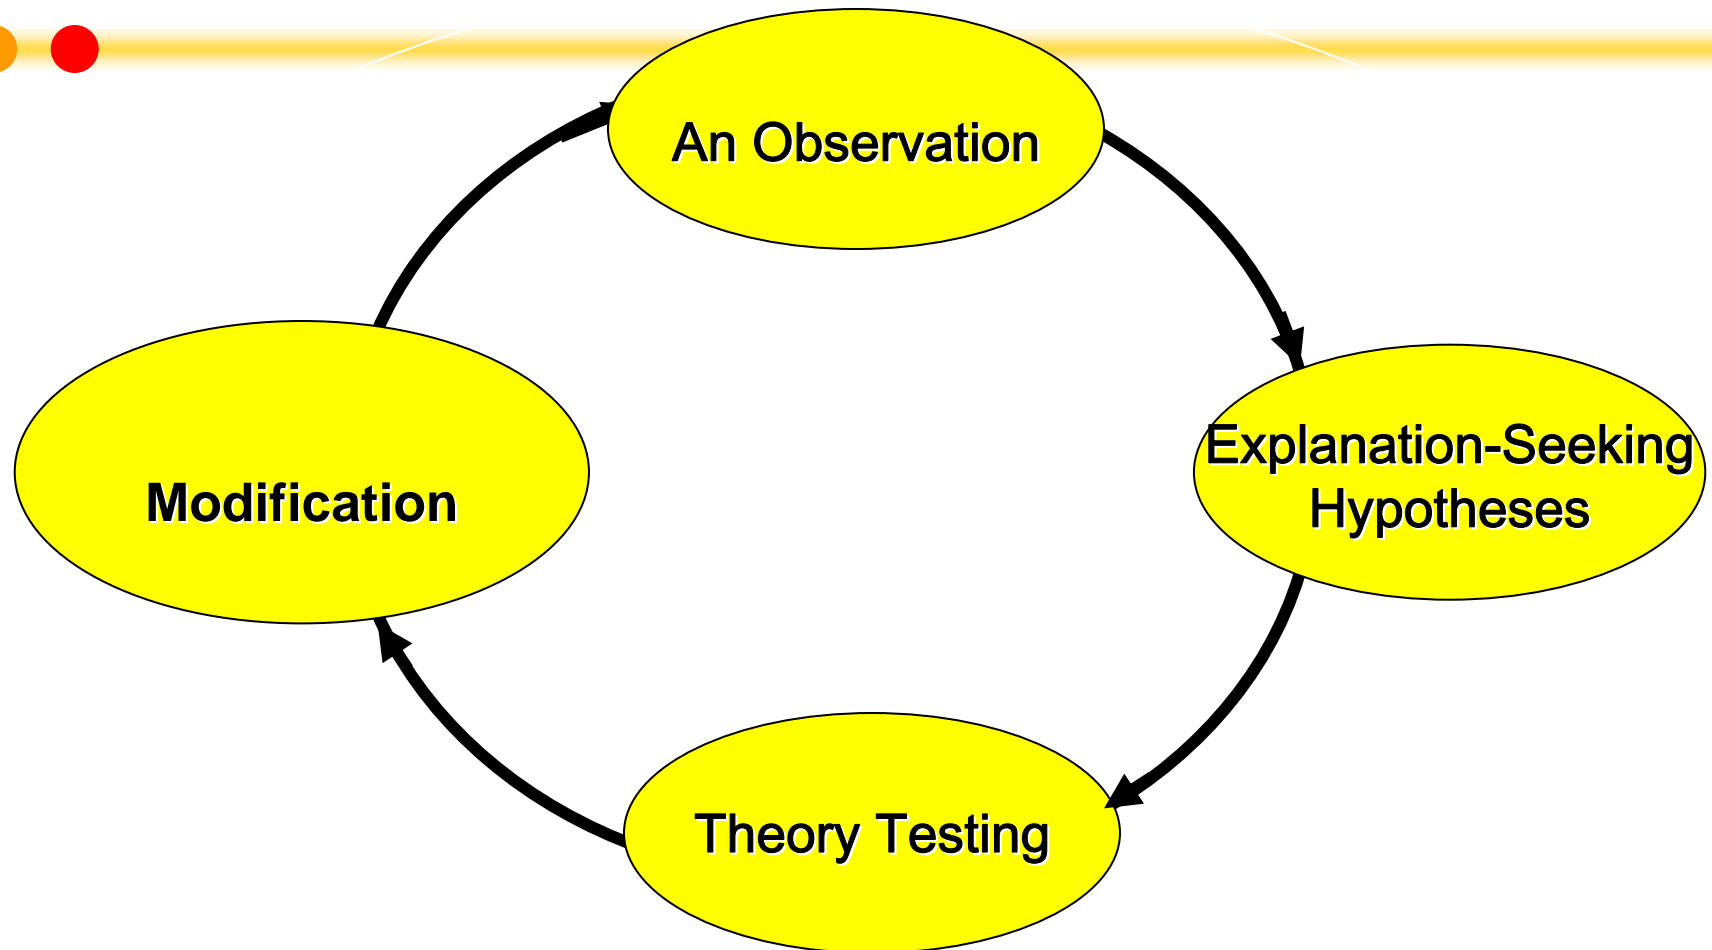 An Observation
Explanation-Seeking
Hypotheses
Theory Testing
Modification